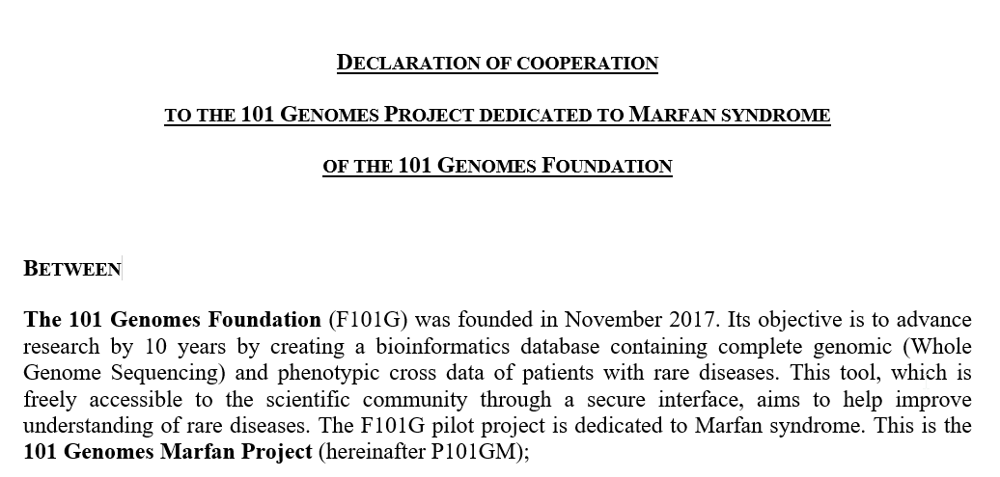 DECLARATION OF COOPERATION
TO THE 101 GENOMES PROJECT DEDICATED TO MARFAN SYNDROME
OF THE 101 GENOMES FOUNDATION
BETWEEN
The 101 Genomes Foundation (F101G) was founded in November 2017. Its objective is to advance
research by 10 years by creating a bioinformatics database containing complete genomic (Whole
Genome Sequencing) and phenotypic cross data of patients with rare diseases. This tool, which is
freely accessible to the scientific community through a secure interface, aims to help improve
understanding of rare diseases. The F101G pilot project is dedicated to Marfan syndrome. This is the
101 Genomes Marfan Project (hereinafter P101GM);